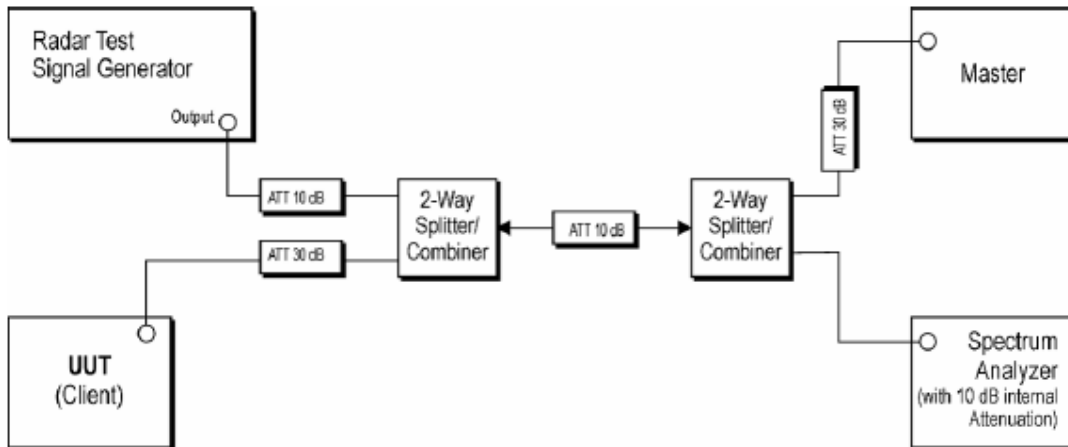 Radar Test
Signal Generator
Output
ATT 10 dB
ATT 30 dB
UUT
(Client)
2-Way
Splitter/
Combiner
ATT 10 dB
2-Way
Splitter/
Combiner
ATT 30 dB
Master
Spectrum
Analyzer
(with 10 dB internal
Attenuation)